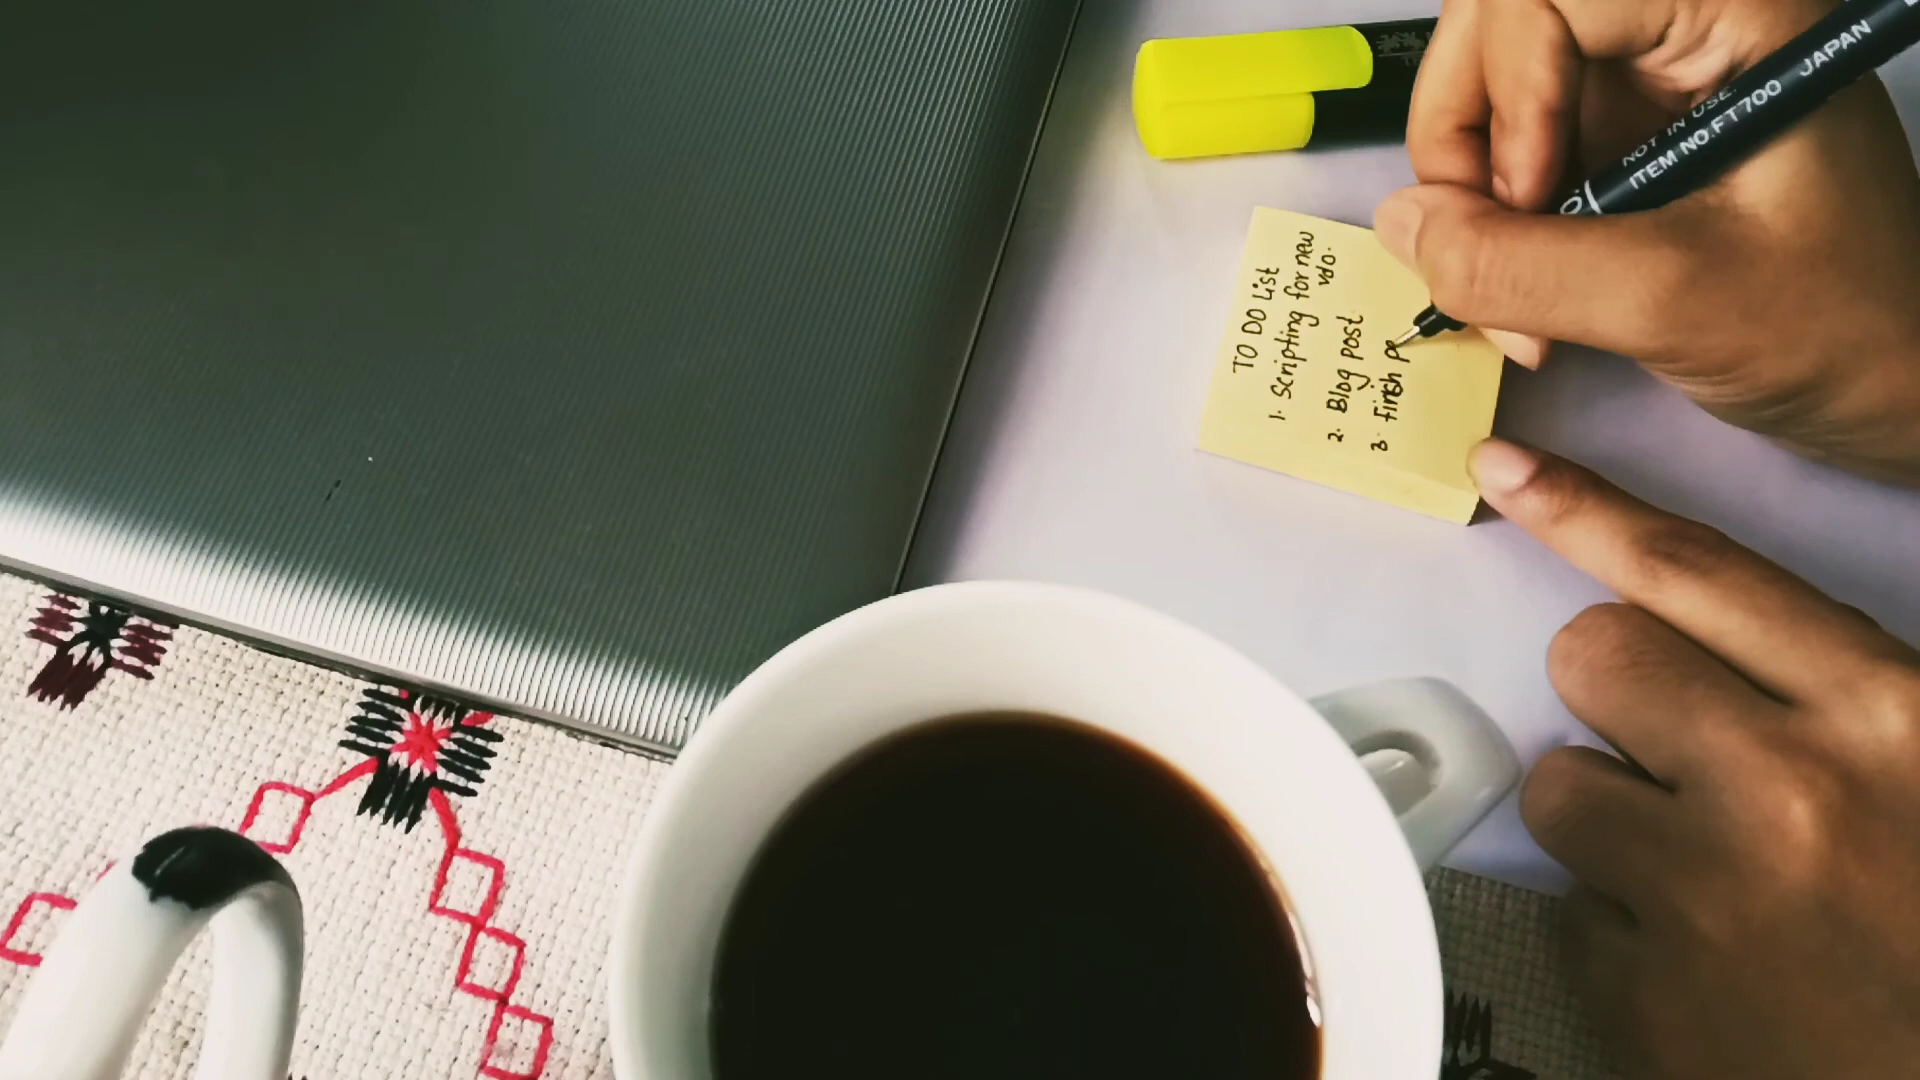 TO DO List
1. Scripting for new
vdo.
2. Blog post
3. Finish pe
NOT IN USE.
ITEM NO.FT700 JAPAN